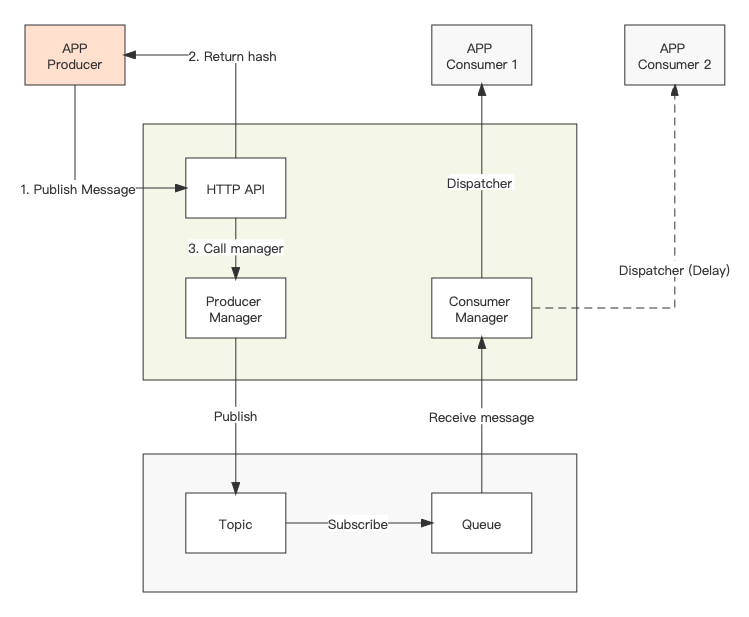 APP
Producer
2. Return hash
APP
Consumer 1
APP
Consumer 2
1. Publish Message
HTTP API
Dispatcher
3. Call manager
Dispatcher (Delay)
Producer
Manager
Consumer
Manager
Publish
Receive message
Topic
Subscribe
Queue